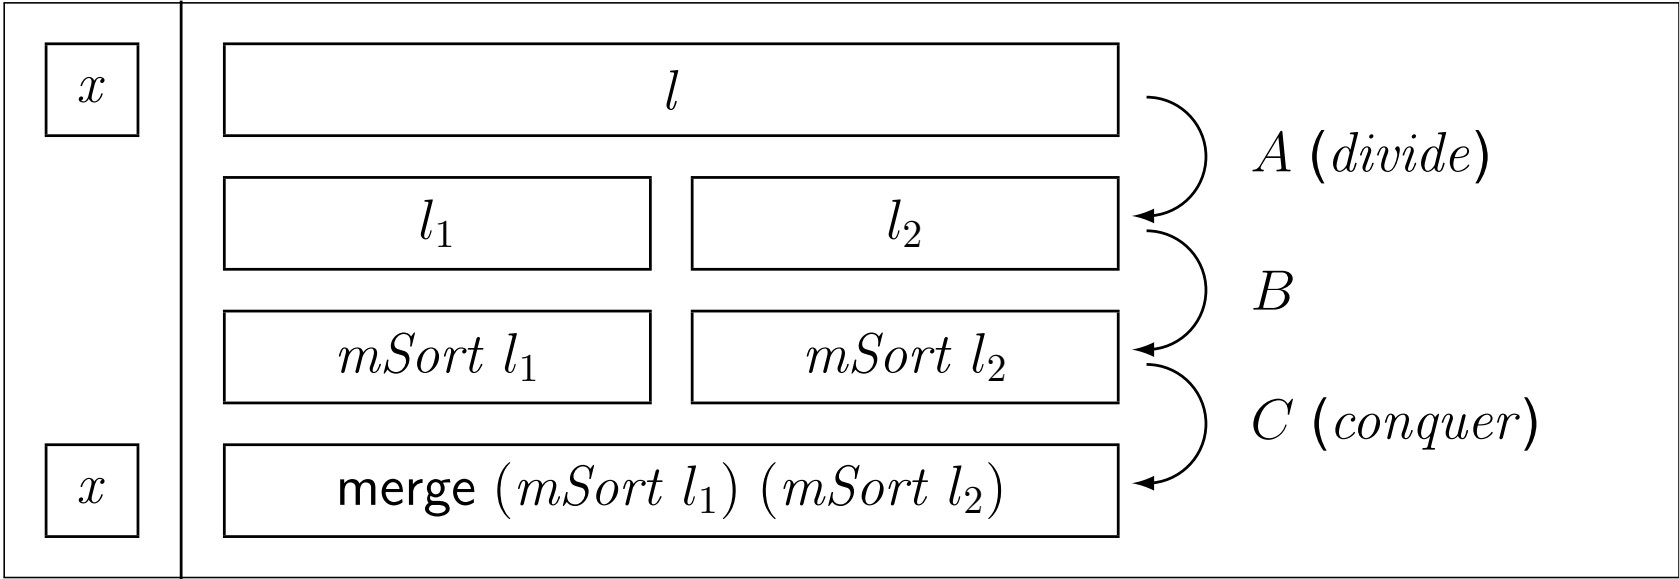 x l
A (divide)
l₁ l₂
B
mSort l₁ mSort l₂
C (conquer)
x merge (mSort l₁) (mSort l₂)